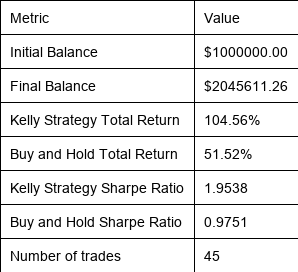 Metric Value
Initial Balance $1000000.00
Final Balance $2045611.26
Kelly Strategy Total Return 104.56%
Buy and Hold Total Return 51.52%
Kelly Strategy Sharpe Ratio 1.9538
Buy and Hold Sharpe Ratio 0.9751
Number of trades 45